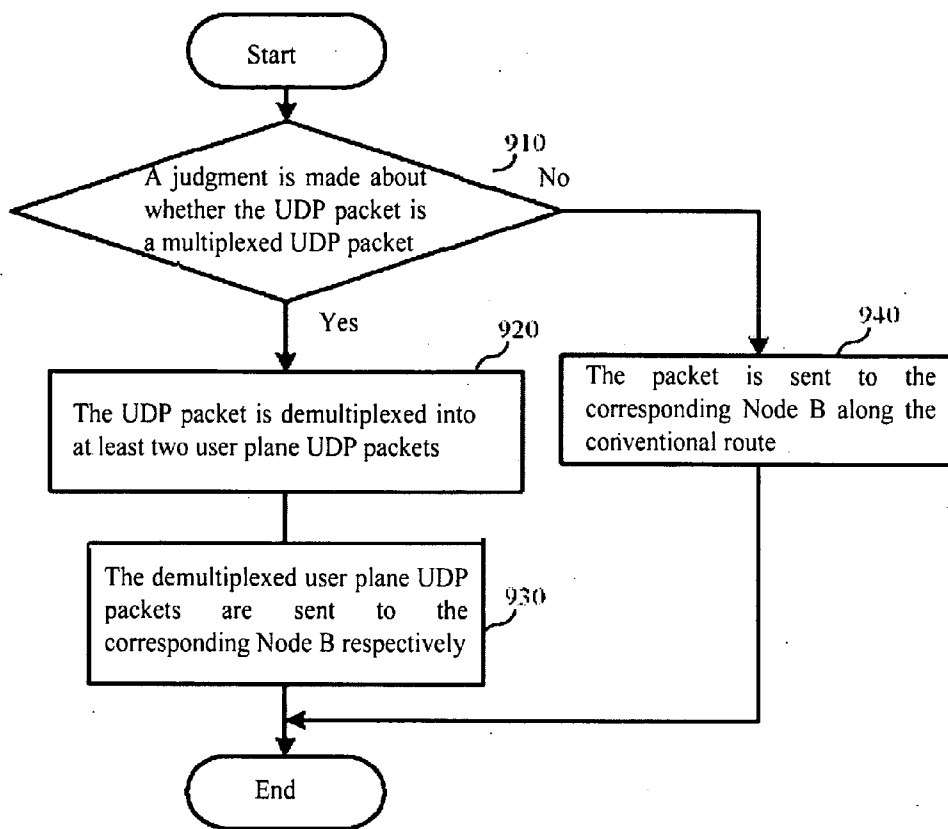 Start
910
A judgment is made about
whether the UDP packet is
a multiplexed UDP packet
No
Yes
920
The UDP packet is demultiplexed into
at least two user plane UDP packets
940
The packet is sent to the
corresponding Node B along the
conventional route
The demultiplexed user plane UDP
packets are sent to the
corresponding Node B respectively
930
End